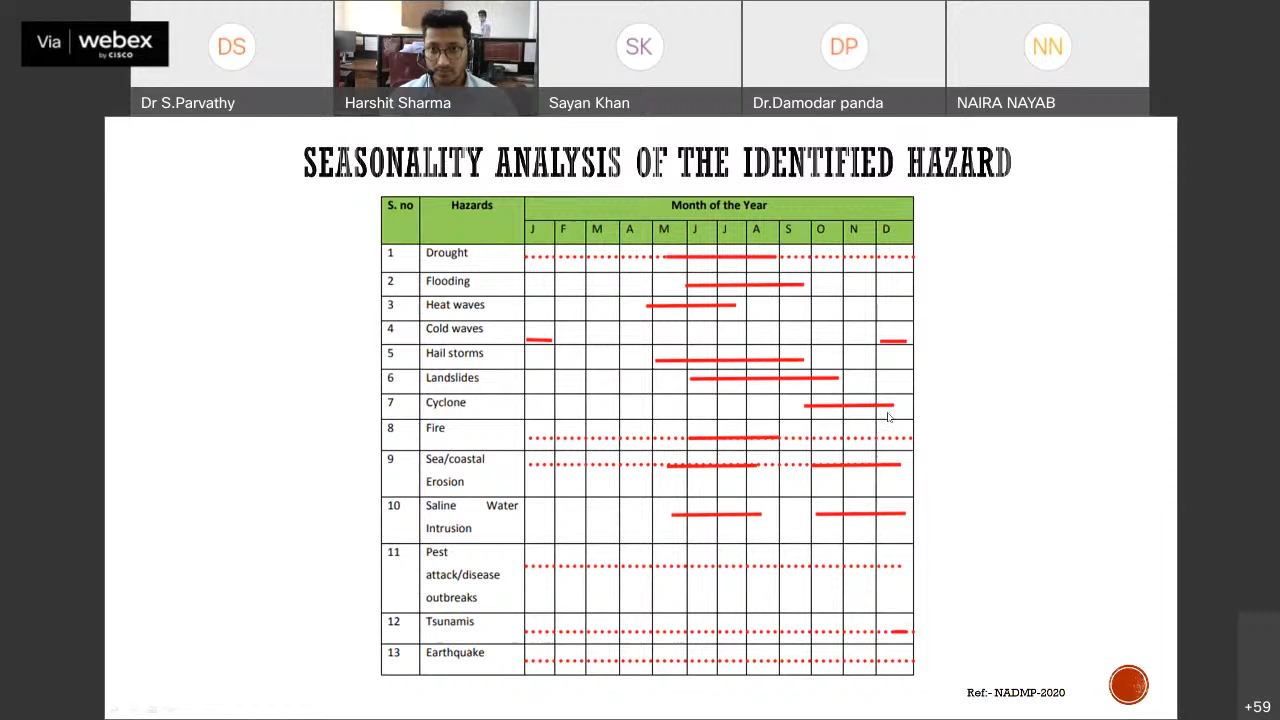 Via webex
by CISCO
DS
SK
DP
NN
Dr S.Parvathy
Harshit Sharma
Sayan Khan
Dr.Damodar panda
NAIRA NAYAB
SEASONALITY ANALYSIS OF THE IDENTIFIED HAZARD
S. no Hazards Month of the Year
J F M A M J J A S O N D
1 Drought
2 Flooding
3 Heat waves
4 Cold waves
5 Hail storms
6 Landslides
7 Cyclone
8 Fire
9 Sea/coastal
Erosion
10 Saline Water
Intrusion
11 Pest
attack/disease
outbreaks
12 Tsunamis
13 Earthquake
Ref:- NADMP-2020
+59